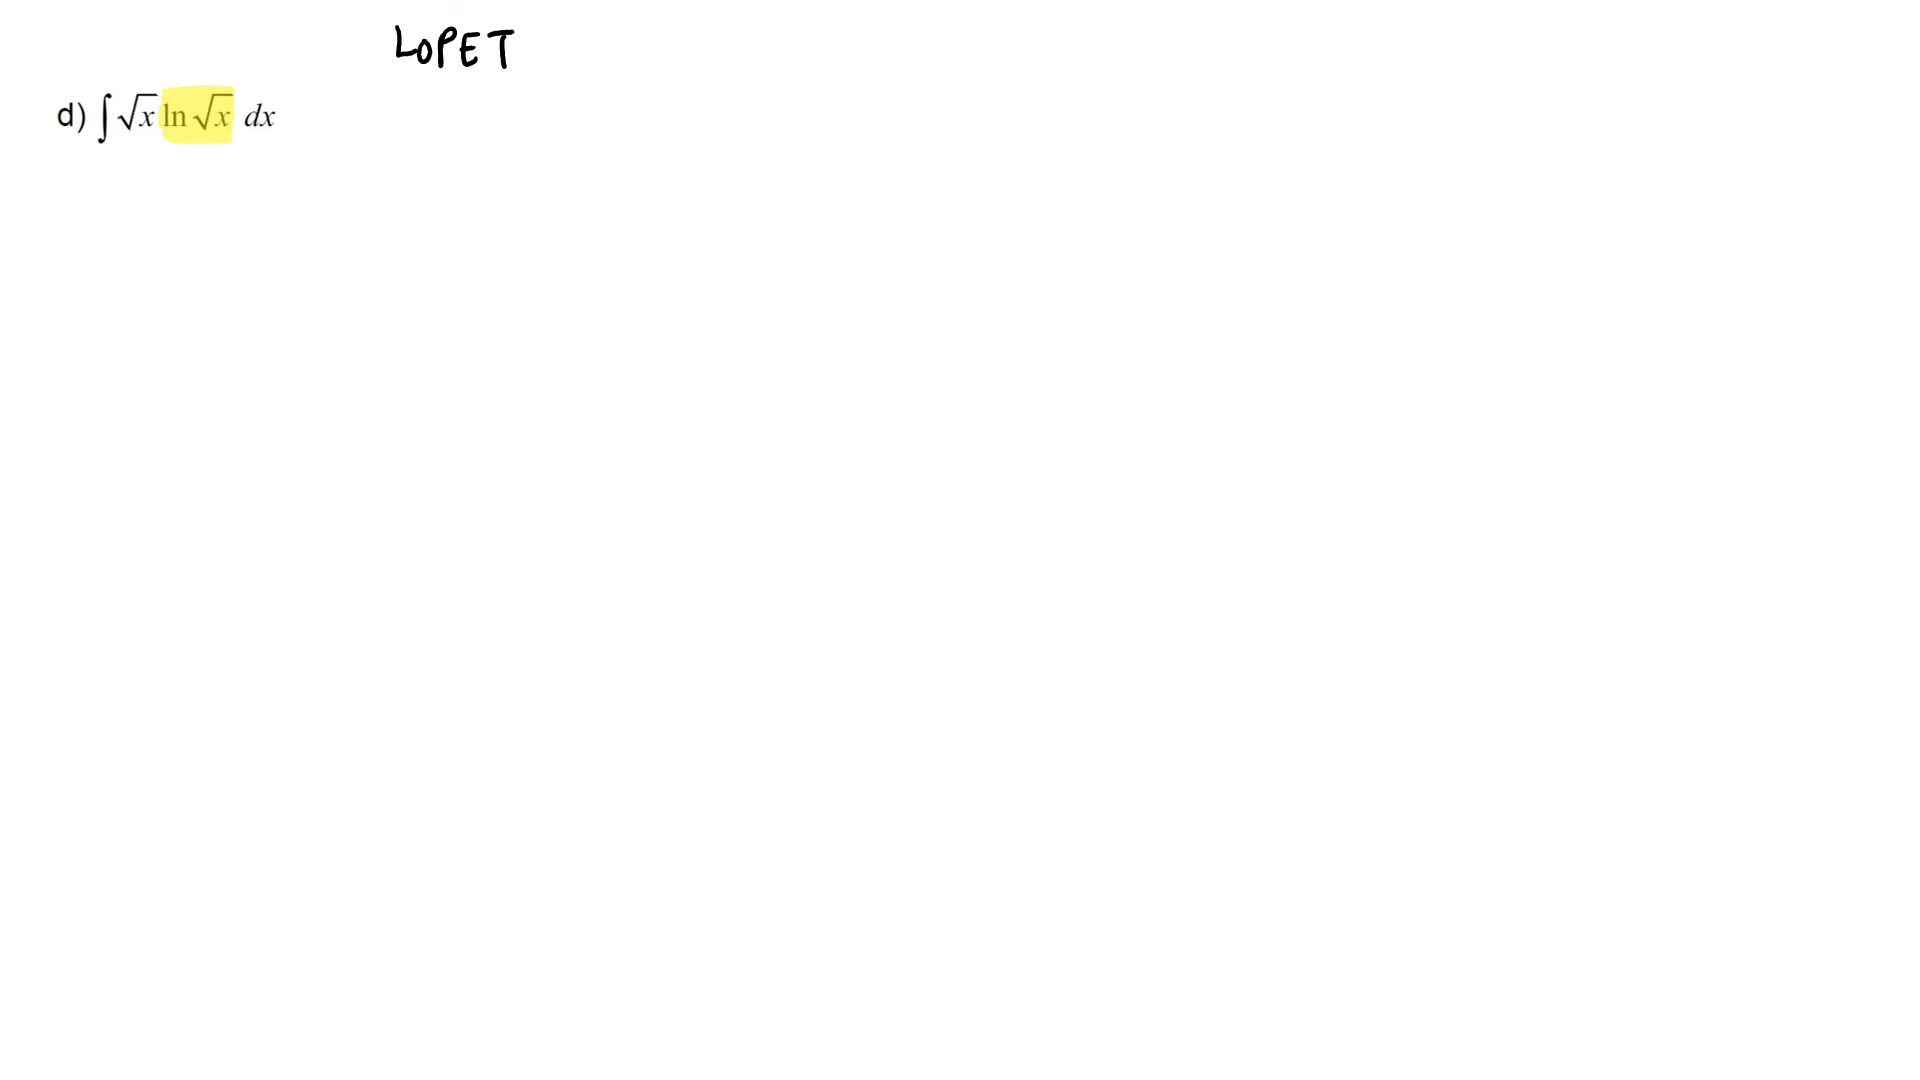 LOPET
d) ∫√x ln √x dx